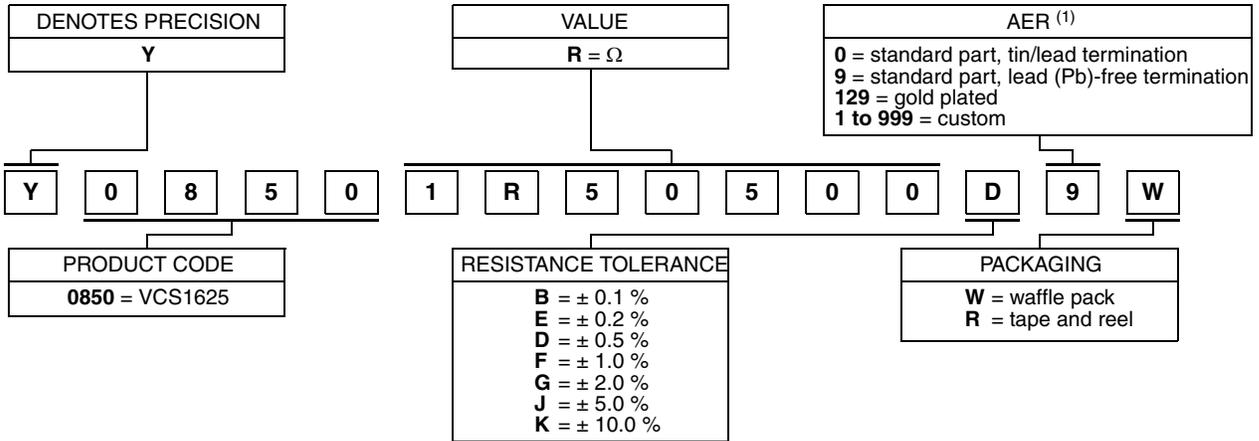 DENOTES PRECISION
Y
VALUE
R = Ω
AER (1)
0 = standard part, tin/lead termination
9 = standard part, lead (Pb)-free termination
129 = gold plated
1 to 999 = custom
Y 0 8 5 0 1 R 5 0 5 0 0 D 9 W
PRODUCT CODE
0850 = VCS1625
RESISTANCE TOLERANCE
B = ± 0.1 %
E = ± 0.2 %
D = ± 0.5 %
F = ± 1.0 %
G = ± 2.0 %
J = ± 5.0 %
K = ± 10.0 %
PACKAGING
W = waffle pack
R = tape and reel